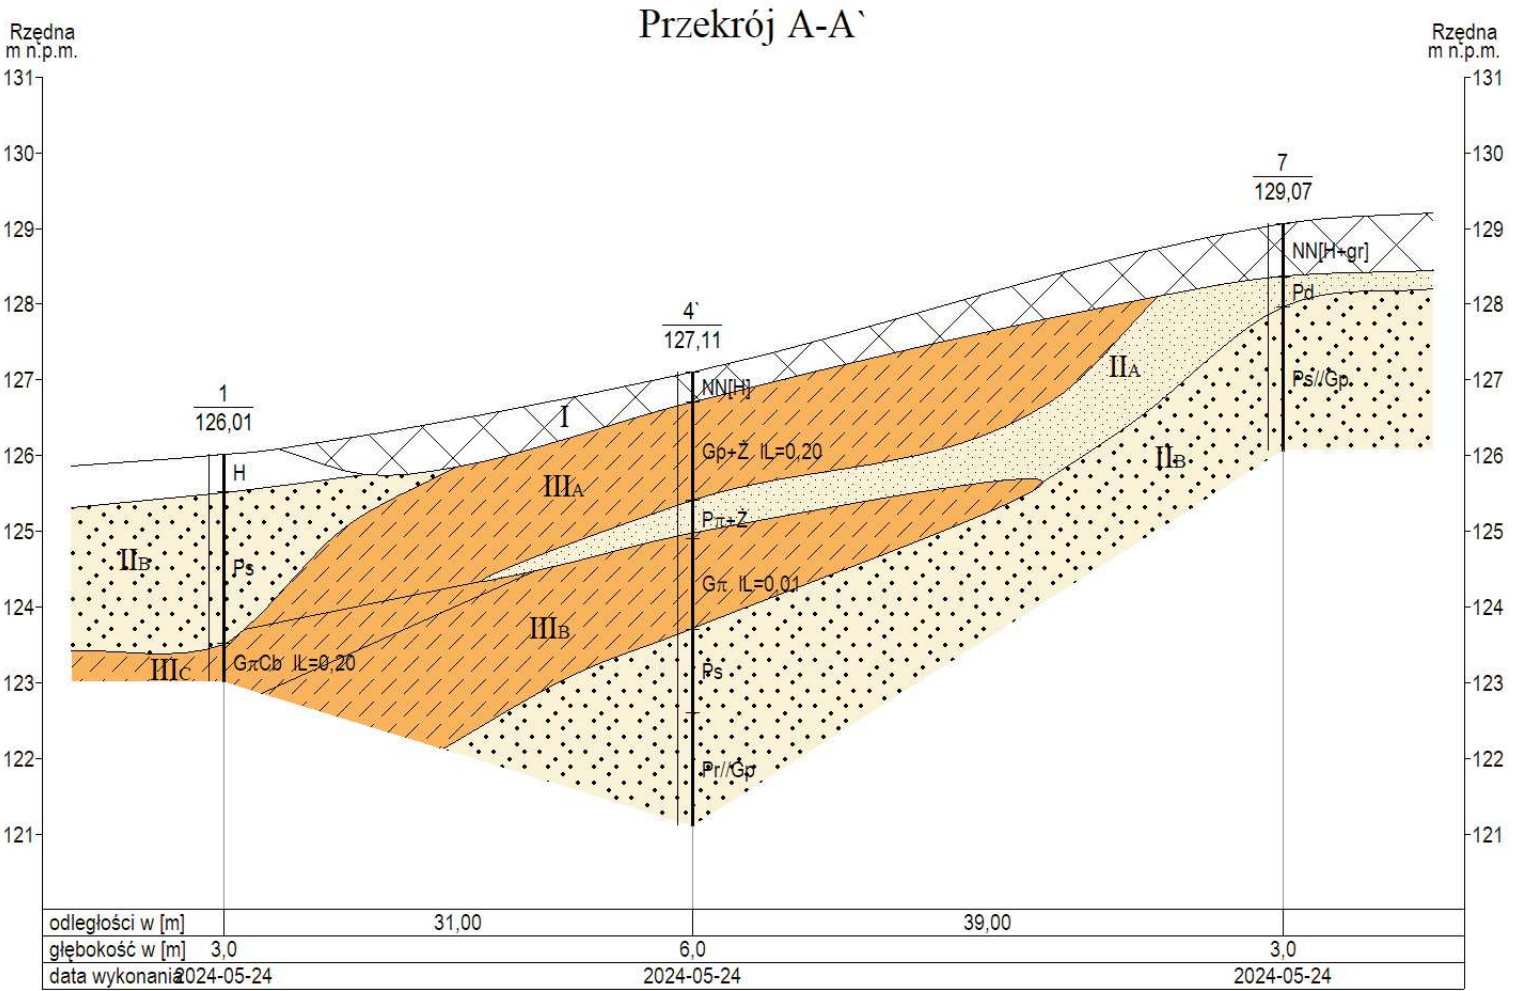 Przekrój A-A`
Rzędna
m n.p.m.
Rzędna
m n.p.m.
131
131
130
130
7
129,07
129
129
NN[H+gr]
128
128
Pd
4`
127,11
127
127
NN[H]
IIA
Ps//Gp
1
126,01
I
126
126
H
Gp+Ż IL=0,20
IIB
IIIA
125
125
Pπ+Ż
IIB
Ps
Gπ IL=0,01
124
124
IIIB
123
123
IIIC
GπCb IL=0,20
Ps
122
122
Pr//Gp
121
121
odległości w [m] 31,00 39,00
głębokość w [m] 3,0 6,0 3,0
data wykonania 2024-05-24 2024-05-24 2024-05-24